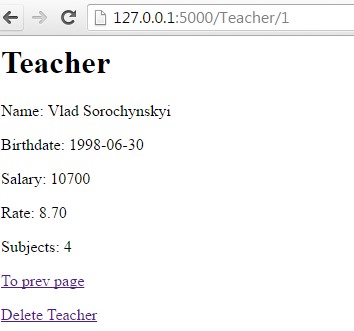 127.0.0.1:5000/Teacher/1
Teacher
Name: Vlad Sorochynskyi
Birthdate: 1998-06-30
Salary: 10700
Rate: 8.70
Subjects: 4
To prev page
Delete Teacher